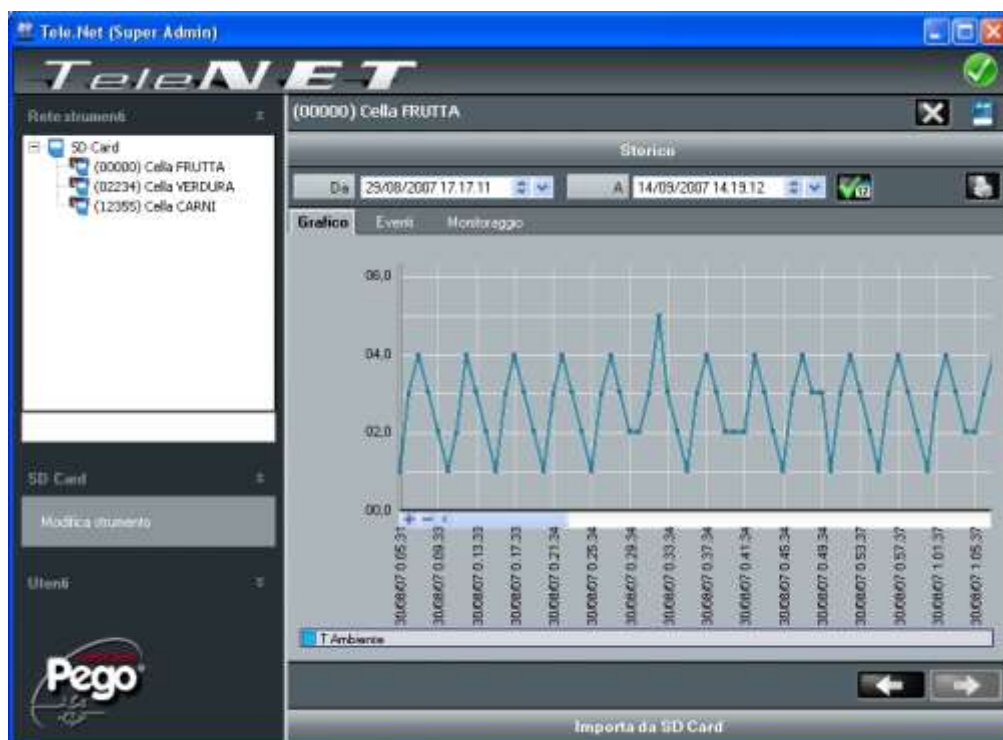 Tele.Net (Super Admin)
TeleNET
Rete strumenti
SD-Card
(00000) Cella FRUTTA
(02234) Cella VERDURA
(12355) Cella CARNI
SD Card
Modifica strumento
Utenti
Pego
(00000) Cella FRUTTA
Storico
Da 29/08/2007 17.17.11 A 14/09/2007 14.19.12
Grafico Eventi Monitoraggio
06,0
04,0
02,0
00,0
30/08/07 0.05.31
30/08/07 0.09.33
30/08/07 0.13.33
30/08/07 0.17.33
30/08/07 0.21.34
30/08/07 0.25.34
30/08/07 0.29.34
30/08/07 0.33.34
30/08/07 0.37.34
30/08/07 0.41.34
30/08/07 0.45.34
30/08/07 0.49.34
30/08/07 0.53.37
30/08/07 0.57.37
30/08/07 1.01.37
30/08/07 1.05.37
T Ambiente
Importa da SD Card